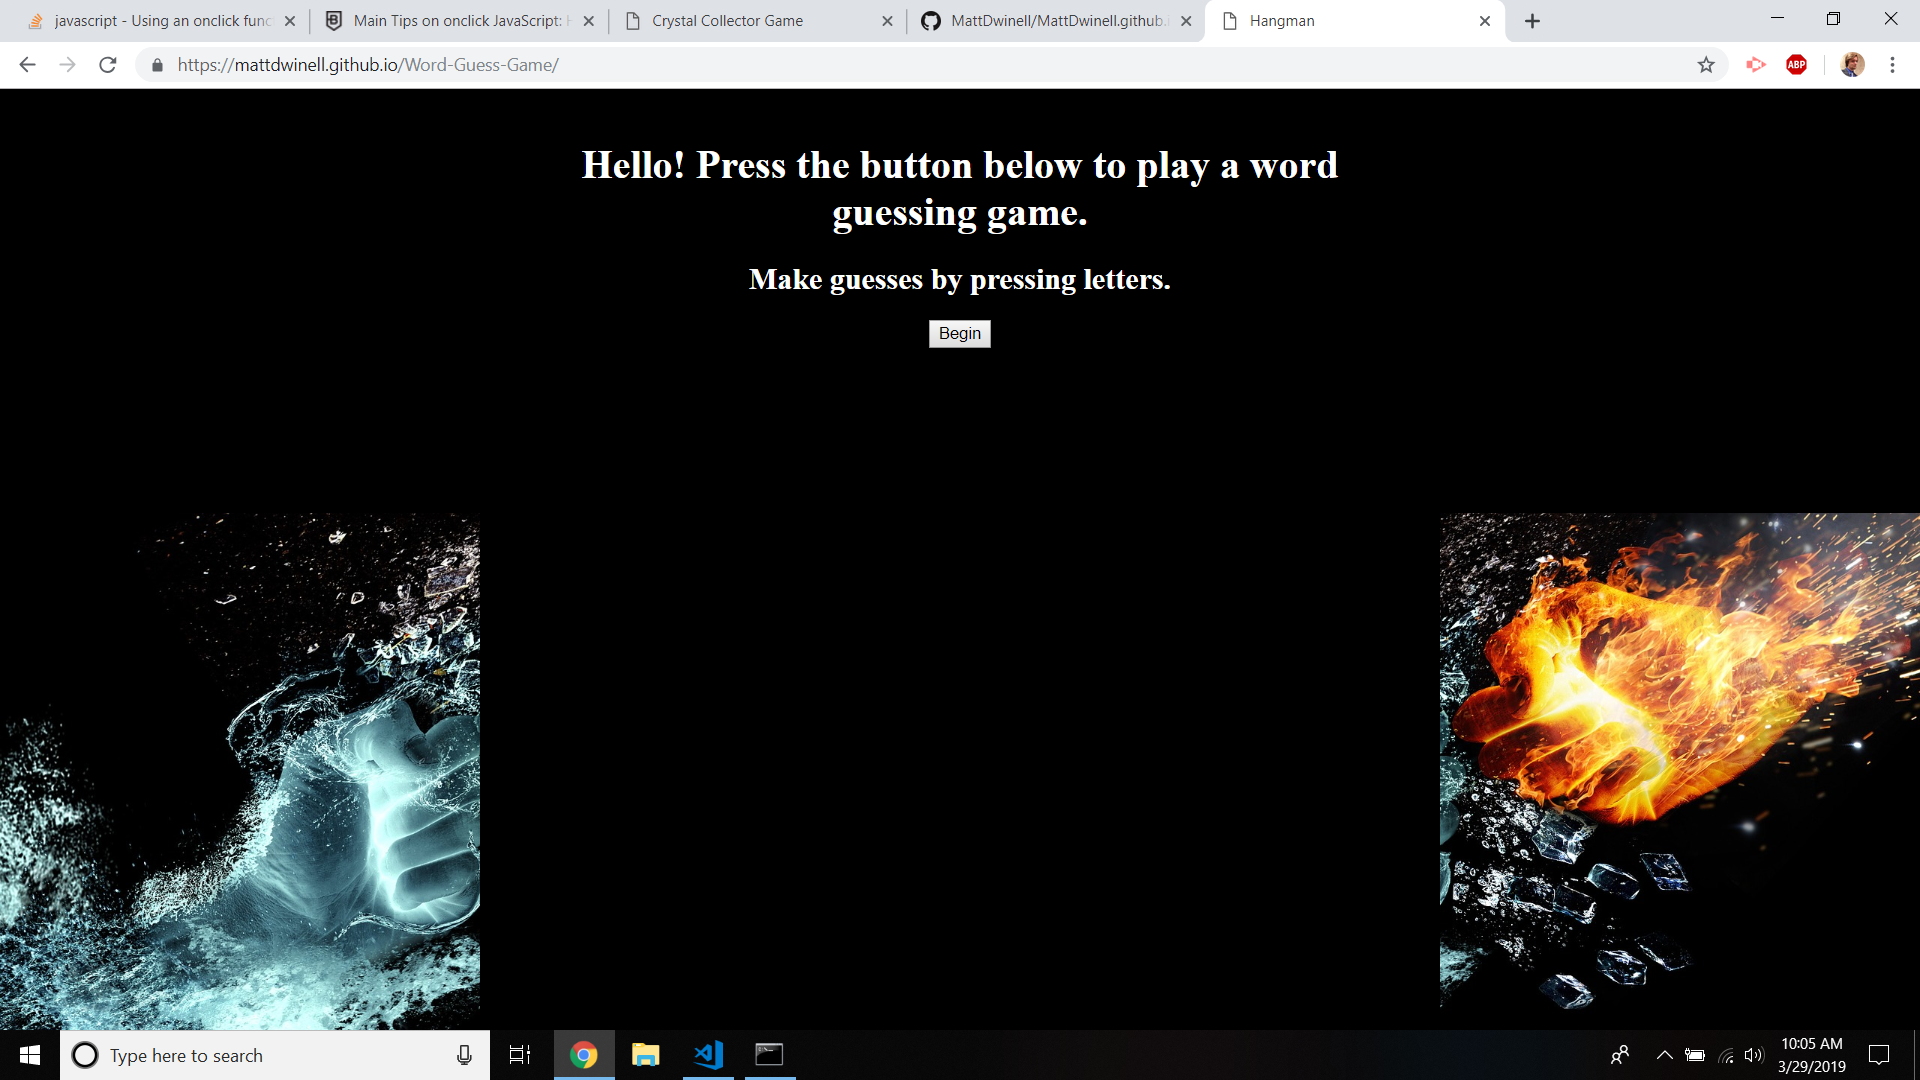 javascript - Using an onclick func
Main Tips on onclick JavaScript:
Crystal Collector Game
MattDwinell/MattDwinell.github.i
Hangman
https://mattdwinell.github.io/Word-Guess-Game/
ABP
Hello! Press the button below to play a word
guessing game.
Make guesses by pressing letters.
Begin
Type here to search
10:05 AM
3/29/2019